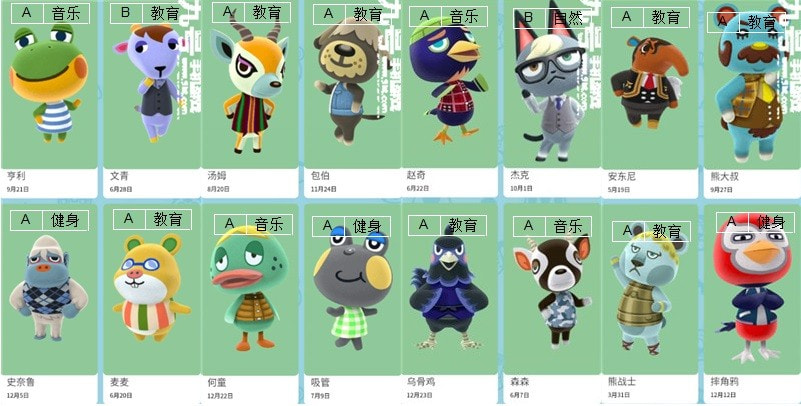 A 音乐
B 教育
A 教育
A 教育
A 音乐
B 自然
A 教育
A 教育
亨利
9月21日
文青
6月28日
汤姆
8月20日
包伯
11月24日
赵奇
6月22日
杰克
10月1日
安东尼
5月19日
熊大叔
9月27日
A 健身
A 教育
A 音乐
A 健身
A 教育
A 音乐
A 教育
A 健身
史奈鲁
12月5日
麦麦
6月20日
何童
12月22日
吸管
7月9日
乌骨鸡
12月23日
森森
6月7日
熊战士
3月31日
摔角鸦
12月12日